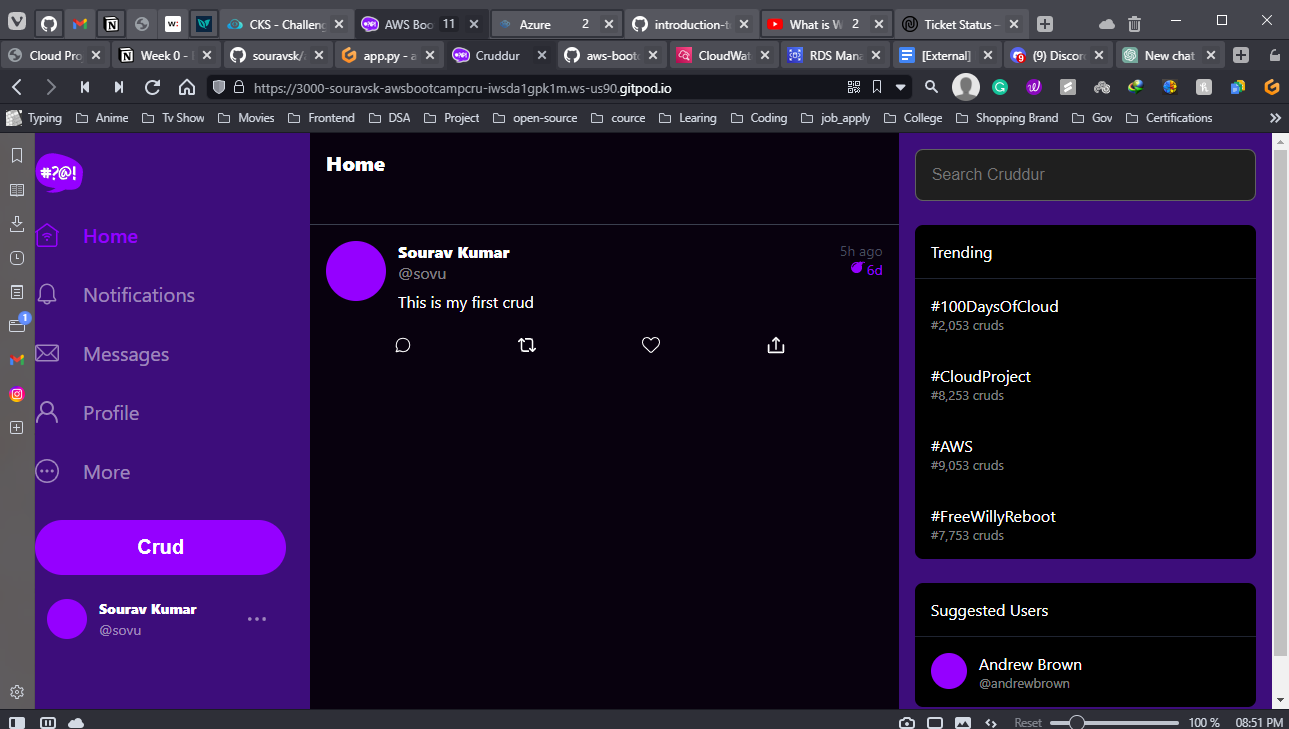 CKS - Challeng
AWS Boo
11
Azure
2
introduction-t
What is W
2
Ticket Status -
Cloud Pro
Week 0 -
souravsk/
app.py - a
Cruddur
aws-boot
CloudWat
RDS Mana
[External]
(9) Discor
New chat
https://3000-souravsk-awsbootcampcru-iwsda1gpk1m.ws-us90.gitpod.io
Typing
Anime
Tv Show
Movies
Frontend
DSA
Project
open-source
cource
Learing
Coding
job_apply
College
Shopping Brand
Gov
Certifications
1
#?@!
Home
Notifications
Messages
Profile
More
Crud
Sourav Kumar
@sovu
Home
Sourav Kumar
@sovu
5h ago
6d
This is my first crud
Search Cruddur
Trending
#100DaysOfCloud
#2,053 cruds
#CloudProject
#8,253 cruds
#AWS
#9,053 cruds
#FreeWillyReboot
#7,753 cruds
Suggested Users
Andrew Brown
@andrewbrown
Reset
100 %
08:51 PM